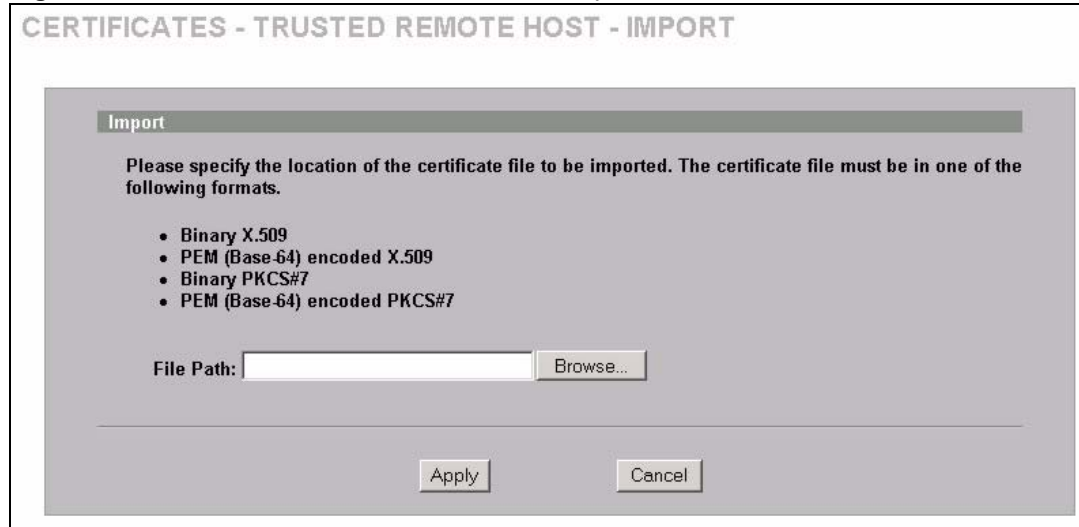 CERTIFICATES - TRUSTED REMOTE HOST - IMPORT
Import
Please specify the location of the certificate file to be imported. The certificate file must be in one of the
following formats.
• Binary X.509
• PEM (Base-64) encoded X.509
• Binary PKCS#7
• PEM (Base-64) encoded PKCS#7
File Path:
Browse...
Apply
Cancel